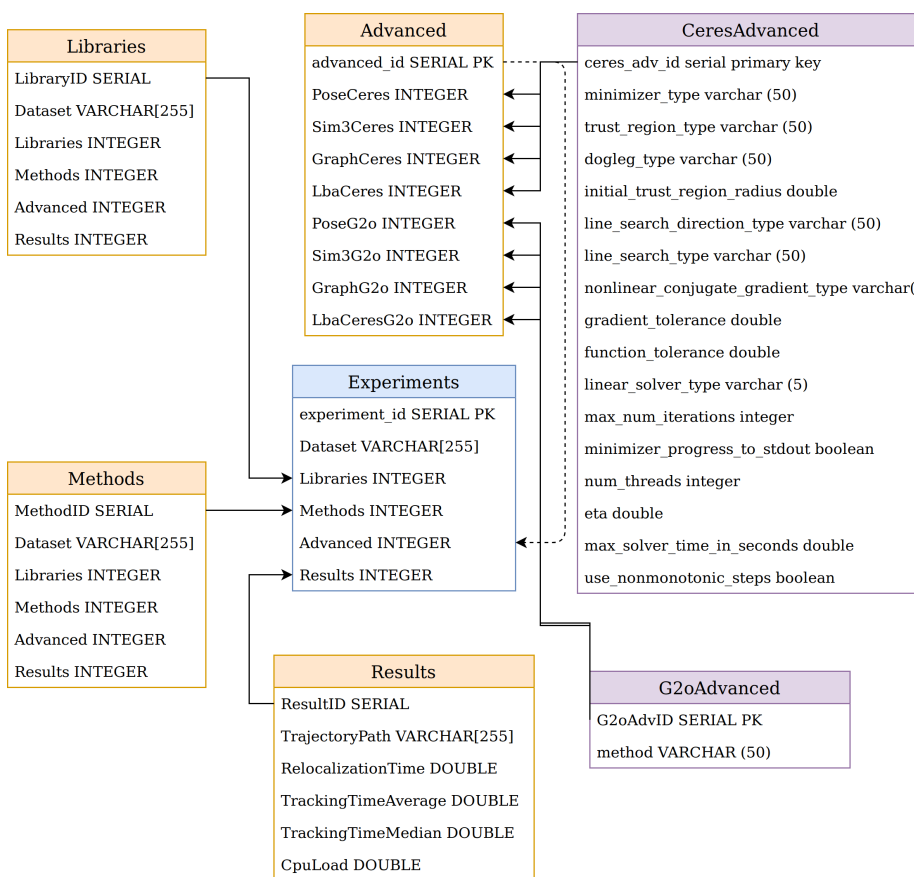 Libraries
LibraryID SERIAL
Dataset VARCHAR[255]
Libraries INTEGER
Methods INTEGER
Advanced INTEGER
Results INTEGER
Advanced
advanced_id SERIAL PK
PoseCeres INTEGER
Sim3Ceres INTEGER
GraphCeres INTEGER
LbaCeres INTEGER
PoseG2o INTEGER
Sim3G2o INTEGER
GraphG2o INTEGER
LbaCeresG2o INTEGER
CeresAdvanced
ceres_adv_id serial primary key
minimizer_type varchar (50)
trust_region_type varchar (50)
dogleg_type varchar (50)
initial_trust_region_radius double
line_search_direction_type varchar (50)
line_search_type varchar (50)
nonlinear_conjugate_gradient_type varchar(
gradient_tolerance double
function_tolerance double
linear_solver_type varchar (5)
max_num_iterations integer
minimizer_progress_to_stdout boolean
num_threads integer
eta double
max_solver_time_in_seconds double
use_nonmonotonic_steps boolean
Experiments
experiment_id SERIAL PK
Dataset VARCHAR[255]
Libraries INTEGER
Methods INTEGER
Advanced INTEGER
Results INTEGER
Methods
MethodID SERIAL
Dataset VARCHAR[255]
Libraries INTEGER
Methods INTEGER
Advanced INTEGER
Results INTEGER
Results
ResultID SERIAL
TrajectoryPath VARCHAR[255]
RelocalizationTime DOUBLE
TrackingTimeAverage DOUBLE
TrackingTimeMedian DOUBLE
CpuLoad DOUBLE
G2oAdvanced
G2oAdvID SERIAL PK
method VARCHAR (50)